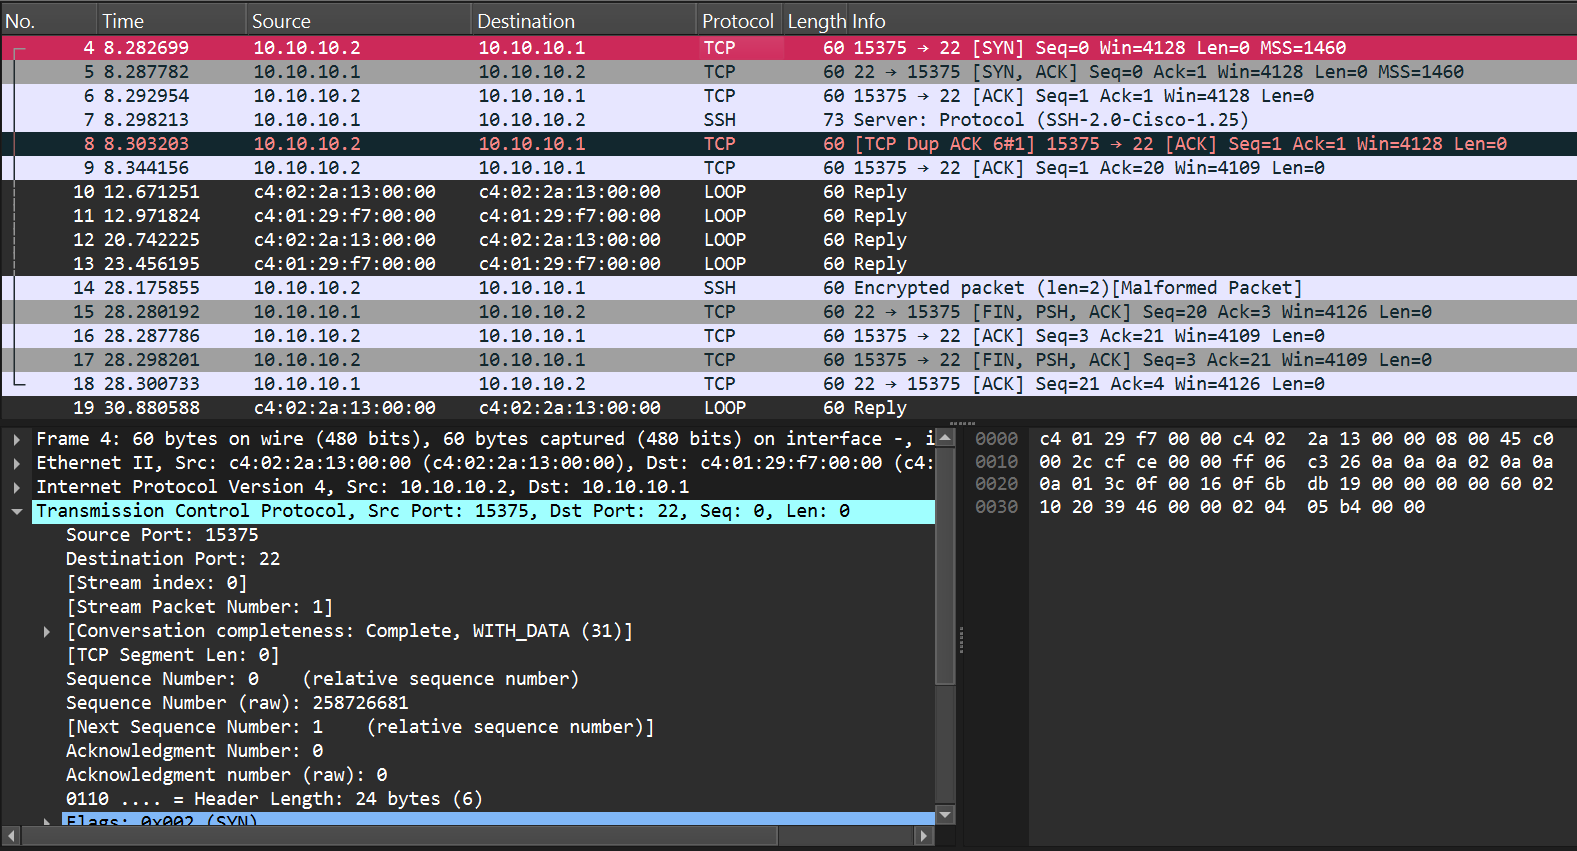 No. Time Source Destination Protocol Length Info
4 8.282699 10.10.10.2 10.10.10.1 TCP 60 15375 → 22 [SYN] Seq=0 Win=4128 Len=0 MSS=1460
5 8.287782 10.10.10.1 10.10.10.2 TCP 60 22 → 15375 [SYN, ACK] Seq=0 Ack=1 Win=4128 Len=0 MSS=1460
6 8.292954 10.10.10.2 10.10.10.1 TCP 60 15375 → 22 [ACK] Seq=1 Ack=1 Win=4128 Len=0
7 8.298213 10.10.10.1 10.10.10.2 SSH 73 Server: Protocol (SSH-2.0-Cisco-1.25)
8 8.303203 10.10.10.2 10.10.10.1 TCP 60 [TCP Dup ACK 6#1] 15375 → 22 [ACK] Seq=1 Ack=1 Win=4128 Len=0
9 8.344156 10.10.10.2 10.10.10.1 TCP 60 15375 → 22 [ACK] Seq=1 Ack=20 Win=4109 Len=0
10 12.671251 c4:02:2a:13:00:00 c4:02:2a:13:00:00 LOOP 60 Reply
11 12.971824 c4:01:29:f7:00:00 c4:01:29:f7:00:00 LOOP 60 Reply
12 20.742225 c4:02:2a:13:00:00 c4:02:2a:13:00:00 LOOP 60 Reply
13 23.456195 c4:01:29:f7:00:00 c4:01:29:f7:00:00 LOOP 60 Reply
14 28.175855 10.10.10.2 10.10.10.1 SSH 60 Encrypted packet (len=2)[Malformed Packet]
15 28.280192 10.10.10.1 10.10.10.2 TCP 60 22 → 15375 [FIN, PSH, ACK] Seq=20 Ack=3 Win=4126 Len=0
16 28.287786 10.10.10.2 10.10.10.1 TCP 60 15375 → 22 [ACK] Seq=3 Ack=21 Win=4109 Len=0
17 28.298201 10.10.10.2 10.10.10.1 TCP 60 15375 → 22 [FIN, PSH, ACK] Seq=3 Ack=21 Win=4109 Len=0
18 28.300733 10.10.10.1 10.10.10.2 TCP 60 22 → 15375 [ACK] Seq=21 Ack=4 Win=4126 Len=0
19 30.880588 c4:02:2a:13:00:00 c4:02:2a:13:00:00 LOOP 60 Reply
Frame 4: 60 bytes on wire (480 bits), 60 bytes captured (480 bits) on interface -, i
Ethernet II, Src: c4:02:2a:13:00:00 (c4:02:2a:13:00:00), Dst: c4:01:29:f7:00:00 (c4:
Internet Protocol Version 4, Src: 10.10.10.2, Dst: 10.10.10.1
Transmission Control Protocol, Src Port: 15375, Dst Port: 22, Seq: 0, Len: 0
Source Port: 15375
Destination Port: 22
[Stream index: 0]
[Stream Packet Number: 1]
[Conversation completeness: Complete, WITH_DATA (31)]
[TCP Segment Len: 0]
Sequence Number: 0 (relative sequence number)
Sequence Number (raw): 258726681
[Next Sequence Number: 1 (relative sequence number)]
Acknowledgment Number: 0
Acknowledgment number (raw): 0
0110 .... = Header Length: 24 bytes (6)
Flags: 0x002 (SYN)
0000 c4 01 29 f7 00 00 c4 02 2a 13 00 00 08 00 45 c0
0010 00 2c cf ce 00 00 ff 06 c3 26 0a 0a 0a 02 0a 0a
0020 0a 01 3c 0f 00 16 0f 6b db 19 00 00 00 00 60 02
0030 10 20 39 46 00 00 02 04 05 b4 00 00